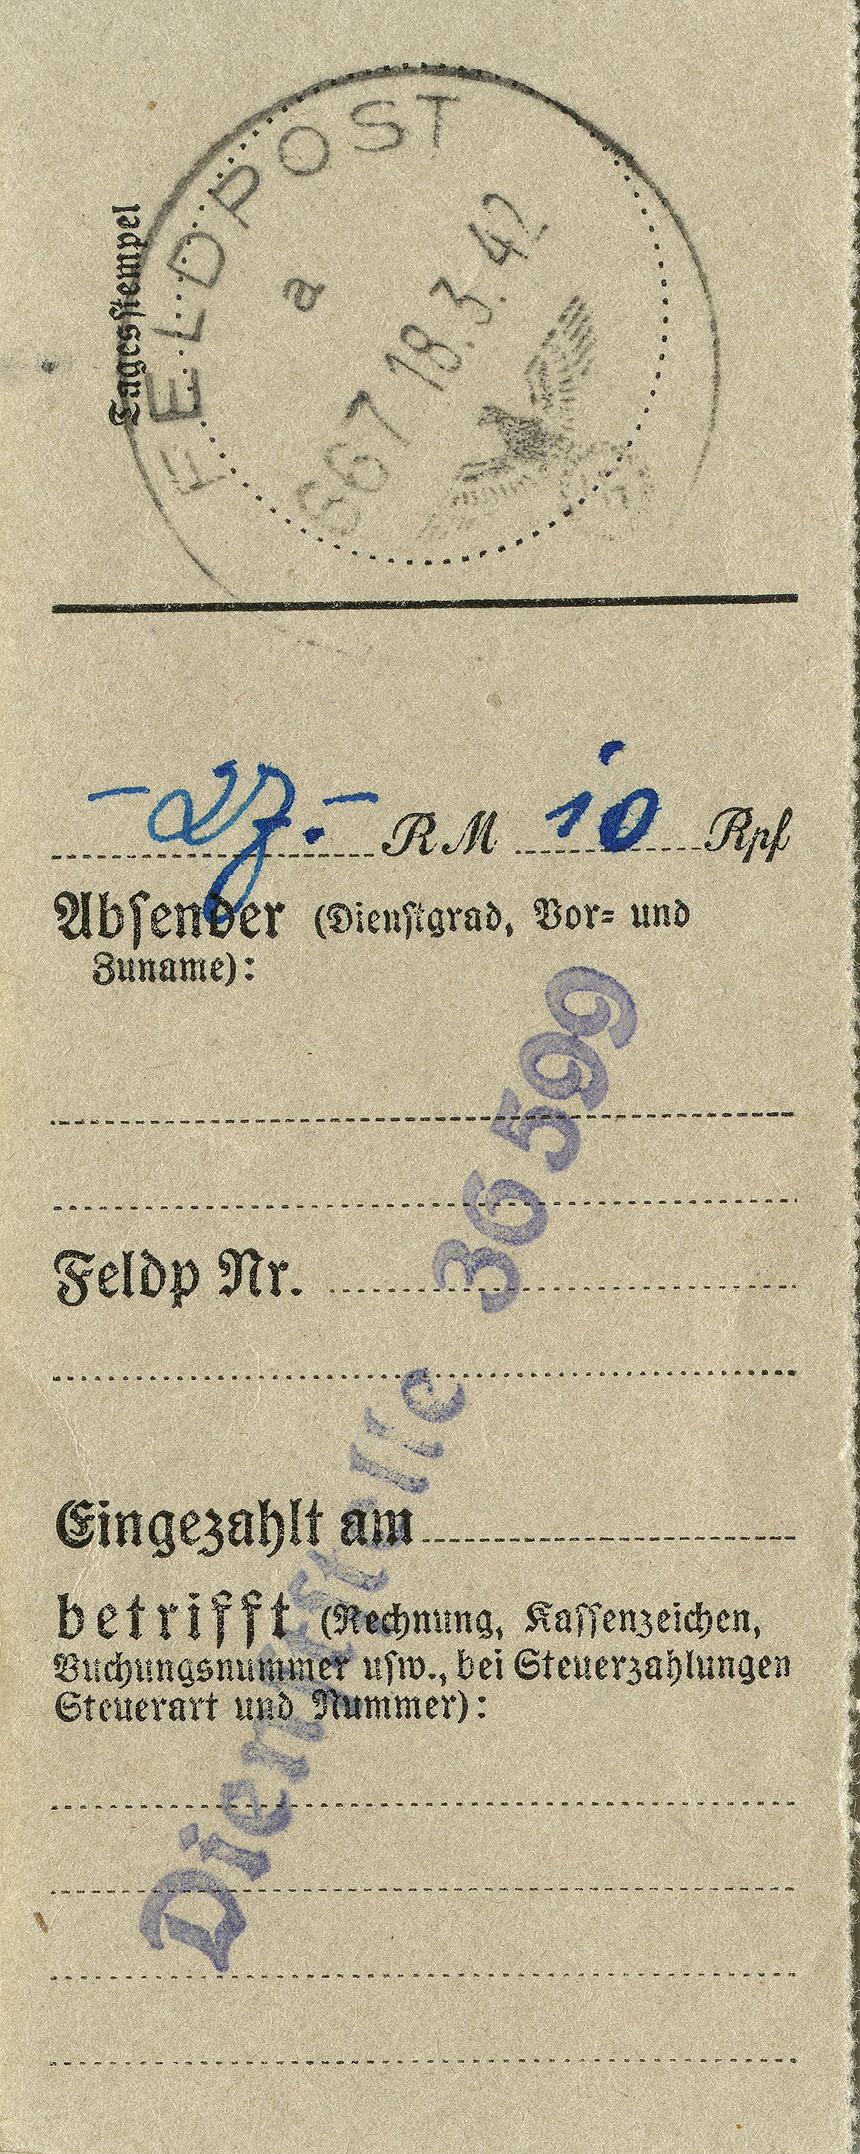 FELDPOST
a
867 18.3.42
Tagesstempel
RM 10 Rpf
Absender (Dienstgrad, Vor= und
Zuname):
Feldp Nr.
Eingezahlt am
betrifft (Rechnung, Kassenzeichen,
Buchungsnummer usw., bei Steuerzahlungen
Steuerart und Nummer):
Dienststelle 36599